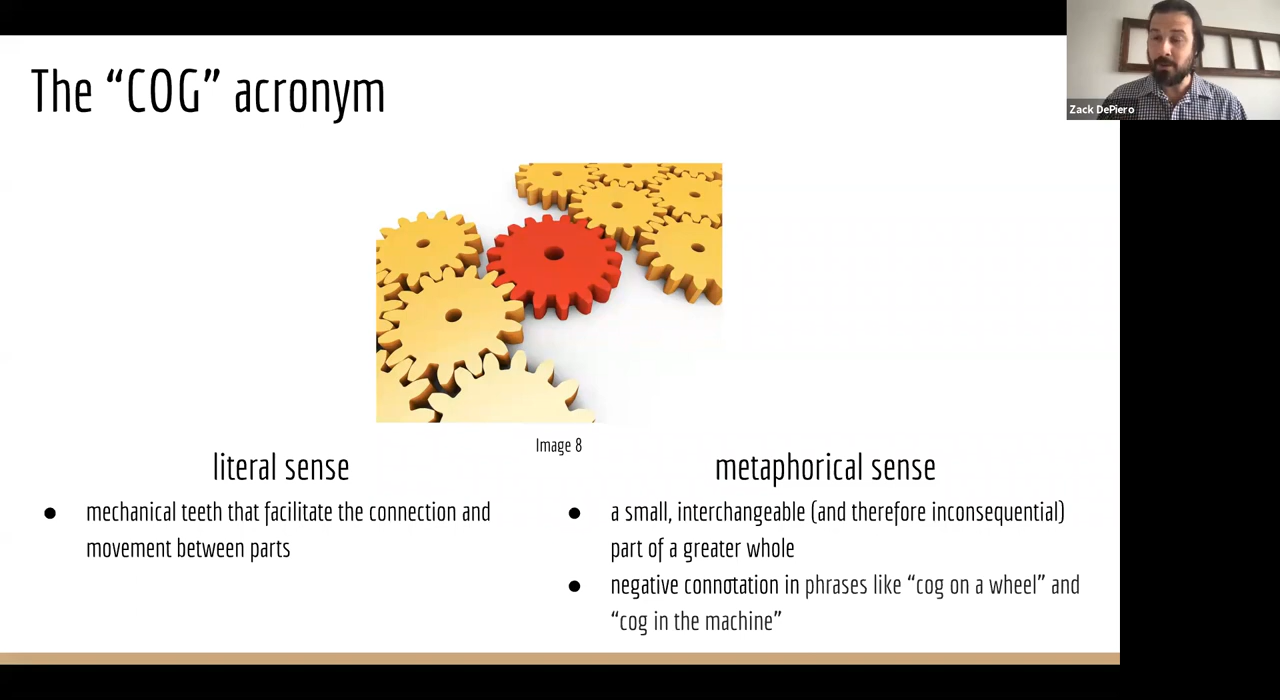 The “COG” acronym
Zack DePiero
Image 8
literal sense
● mechanical teeth that facilitate the connection and
movement between parts
metaphorical sense
● a small, interchangeable (and therefore inconsequential)
part of a greater whole
● negative connotation in phrases like “cog on a wheel” and
“cog in the machine”